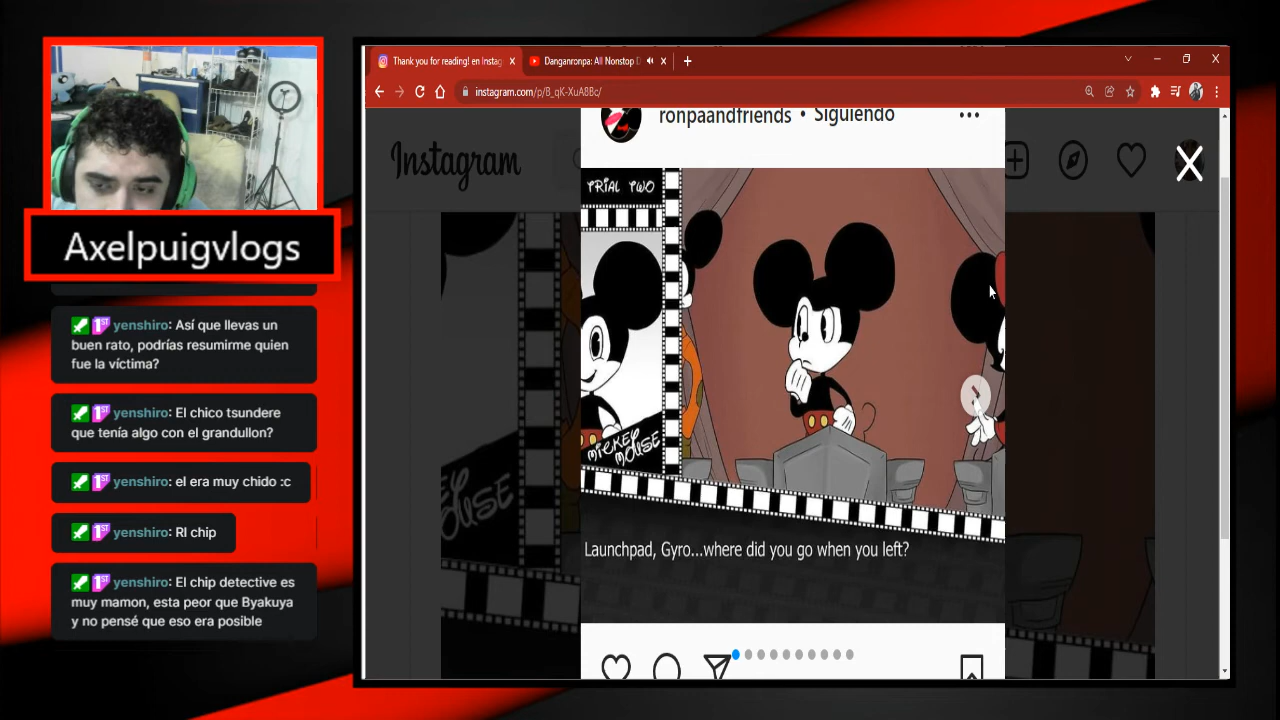 Axelpuigvlogs
yenshiro: Así que llevas un
buen rato, podrías resumirme quien
fue la víctima?
yenshiro: El chico tsundere
que tenía algo con el grandullon?
yenshiro: el era muy chido :c
yenshiro: Rl chip
yenshiro: El chip detective es
muy mamon, esta peor que Byakuya
y no pensé que eso era posible
Thank you for reading! en Instag
Danganronpa: All Nonstop D
instagram.com/p/B_qK-XuA8Bc/
Instagram
ronpaandfriends • Siguiendo
TRIAL TWO
MICKEY
MOUSE
Launchpad, Gyro...where did you go when you left?